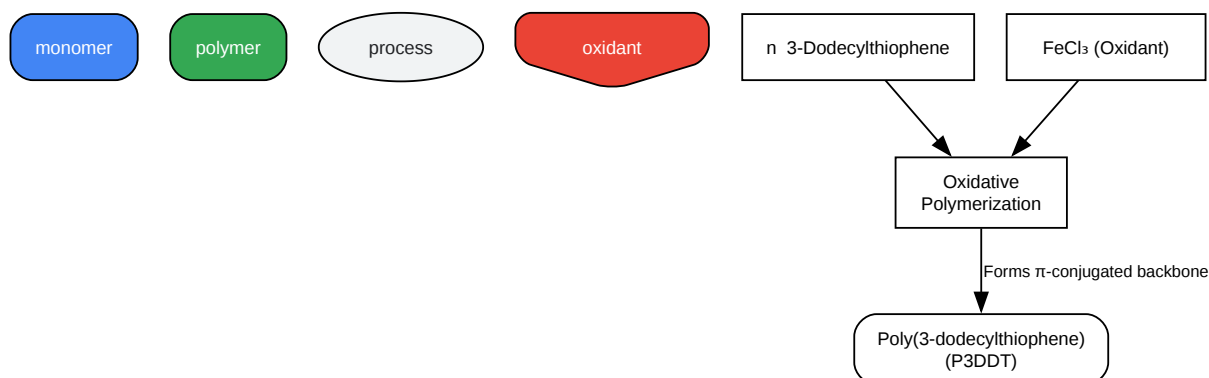 monomer
polymer
process
oxidant
n  3-Dodecylthiophene
FeCl₃ (Oxidant)
Oxidative
Polymerization
Forms π-conjugated backbone
Poly(3-dodecylthiophene)
(P3DDT)